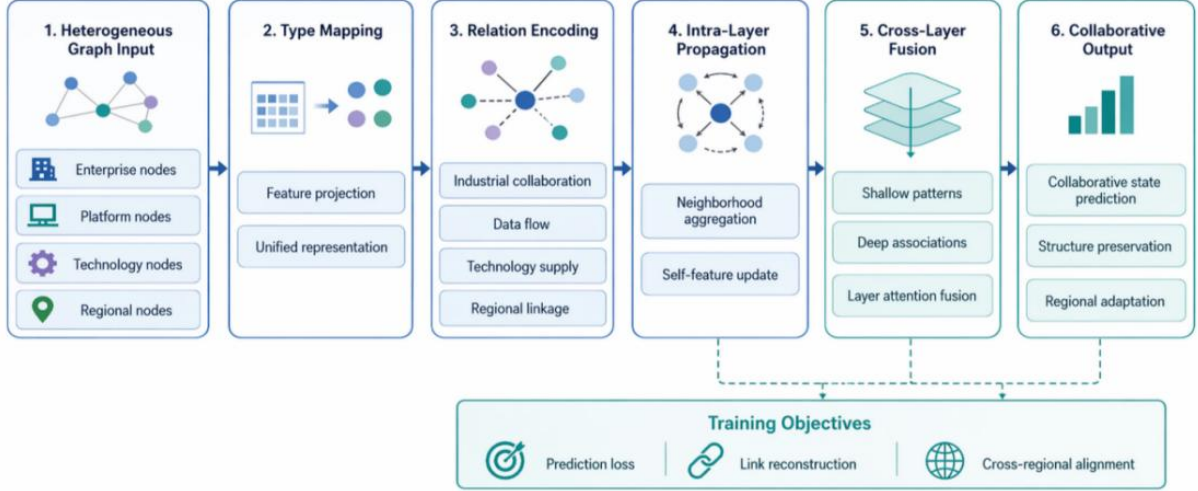 1. Heterogeneous
Graph Input
Enterprise nodes
Platform nodes
Technology nodes
Regional nodes
2. Type Mapping
Feature projection
Unified representation
3. Relation Encoding
Industrial collaboration
Data flow
Technology supply
Regional linkage
4. Intra-Layer
Propagation
Neighborhood
aggregation
Self-feature update
5. Cross-Layer
Fusion
Shallow patterns
Deep associations
Layer attention fusion
6. Collaborative
Output
Collaborative state
prediction
Structure preservation
Regional adaptation
Training Objectives
Prediction loss
Link reconstruction
Cross-regional alignment